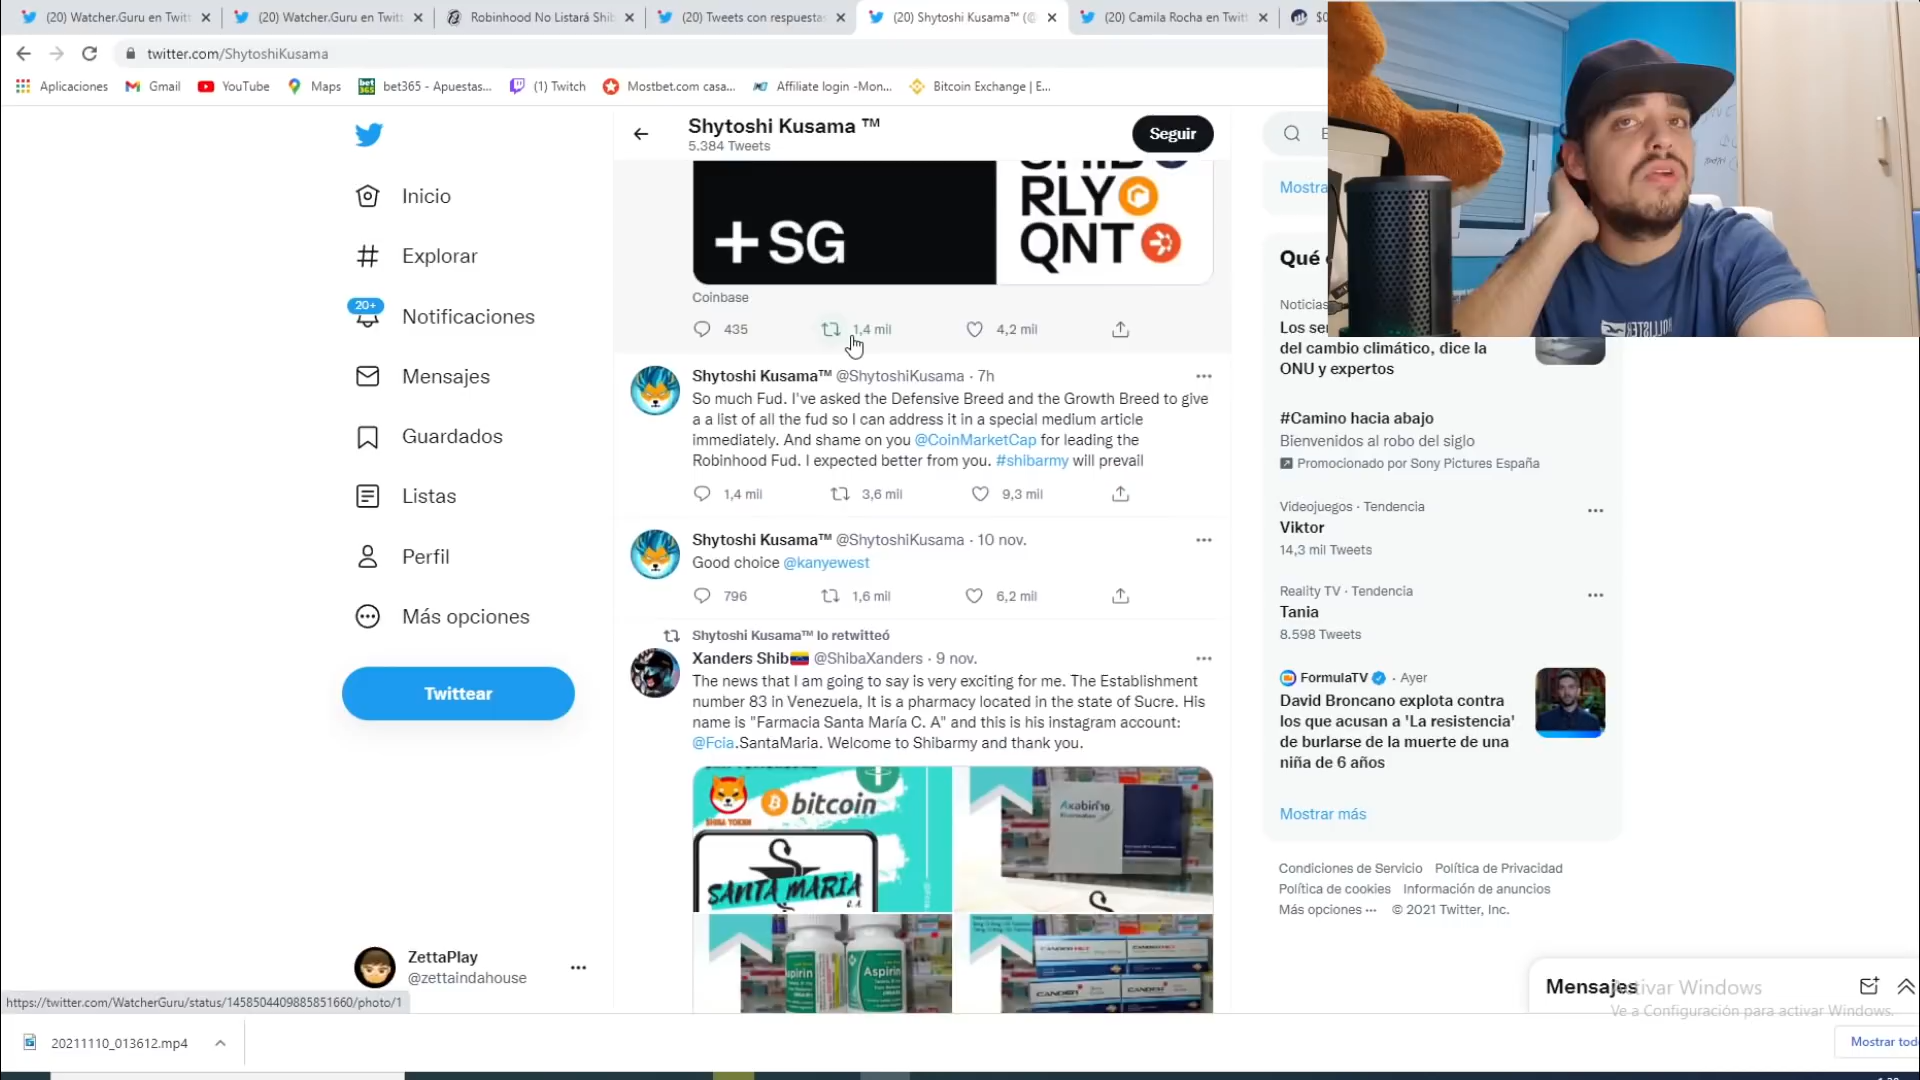 (20) Watcher.Guru en Twitt
(20) Watcher.Guru en Twitt
Robinhood No Listará Shib
(20) Tweets con respuesta
(20) Shytoshi Kusama™ (@
(20) Camila Rocha en Twitt
$0
twitter.com/ShytoshiKusama
Aplicaciones
Gmail
YouTube
Maps
bet365 - Apuestas...
(1) Twitch
Mostbet.com casa...
Affiliate login -Mon...
Bitcoin Exchange | E...
Inicio
Explorar
20+
Notificaciones
Mensajes
Guardados
Listas
Perfil
Más opciones
Twittear
ZettaPlay
@zettaindahouse
Shytoshi Kusama ™
5.384 Tweets
Seguir
SHIB
+SG
RLY
QNT
Coinbase
435
1,4 mil
4,2 mil
Shytoshi Kusama™ @ShytoshiKusama · 7h
So much Fud. I've asked the Defensive Breed and the Growth Breed to give
a a list of all the fud so I can address it in a special medium article
immediately. And shame on you @CoinMarketCap for leading the
Robinhood Fud. I expected better from you. #shibarmy will prevail
1,4 mil
3,6 mil
9,3 mil
Shytoshi Kusama™ @ShytoshiKusama · 10 nov.
Good choice @kanyewest
796
1,6 mil
6,2 mil
Shytoshi Kusama™ lo retwitteó
Xanders Shib @ShibaXanders · 9 nov.
The news that I am going to say is very exciting for me. The Establishment
number 83 in Venezuela, It is a pharmacy located in the state of Sucre. His
name is "Farmacia Santa María C. A" and this is his instagram account:
@Fcia.SantaMaria. Welcome to Shibarmy and thank you.
SHIBA TOKEN
bitcoin
SANTA MARIA
C.A
Axabin'10
Aspirin
CANDER
Mostra
Qué
Noticias
Los se
del cambio climático, dice la
ONU y expertos
#Camino hacia abajo
Bienvenidos al robo del siglo
Promocionado por Sony Pictures España
Videojuegos · Tendencia
Viktor
14,3 mil Tweets
Reality TV · Tendencia
Tania
8.598 Tweets
FormulaTV · Ayer
David Broncano explota contra
los que acusan a 'La resistencia'
de burlarse de la muerte de una
niña de 6 años
Mostrar más
Condiciones de Servicio Política de Privacidad
Política de cookies Información de anuncios
Más opciones ··· © 2021 Twitter, Inc.
HOLLISTER
Mensajes
Activar Windows
Ve a Configuración para activar Windows.
https://twitter.com/WatcherGuru/status/1458504409885851660/photo/1
20211110_013612.mp4
Mostrar tod